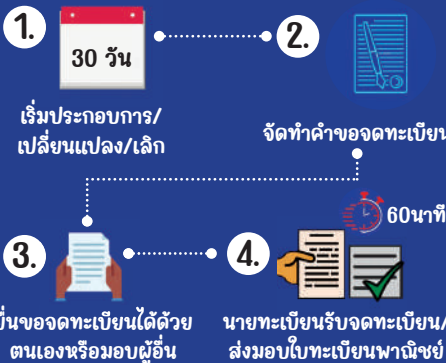 1.
30 วัน
เริ่มประกอบการ/
เปลี่ยนแปลง/เลิก
2.
จัดทำคำขอจดทะเบียน
3.
ยื่นขอจดทะเบียนได้ด้วย
ตนเองหรือมอบผู้อื่น
4.
60นาที
นายทะเบียนรับจดทะเบียน/
ส่งมอบใบทะเบียนพาณิชย์